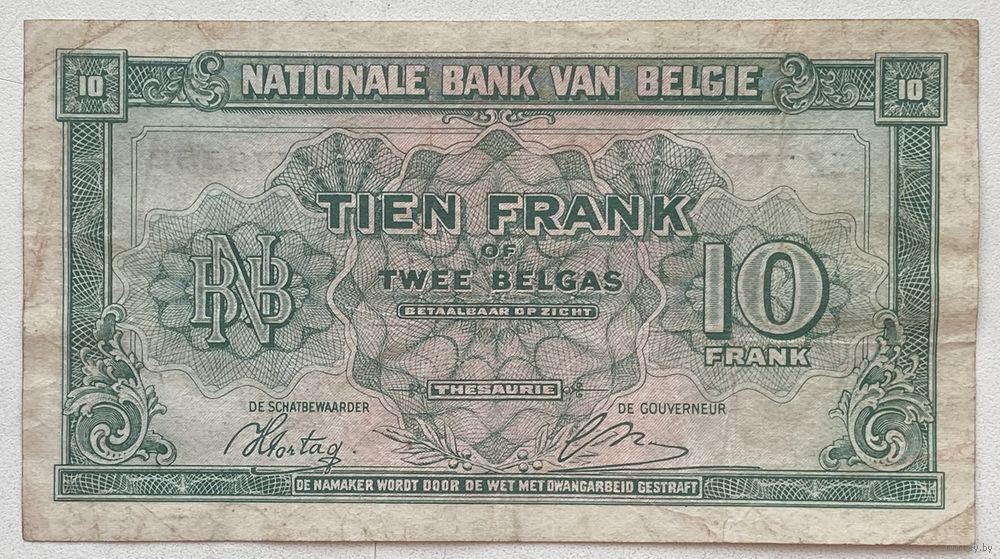 10 NATIONALE BANK VAN BELGIE 10
TIEN FRANK
OF
TWEE BELGAS
BETAALBAAR OP ZICHT
BNB
10
FRANK
THESAURIE
DE SCHATBEWAARDER
DE GOUVERNEUR
DE NAMAKER WORDT DOOR DE WET MET DWANGARBEID GESTRAFT